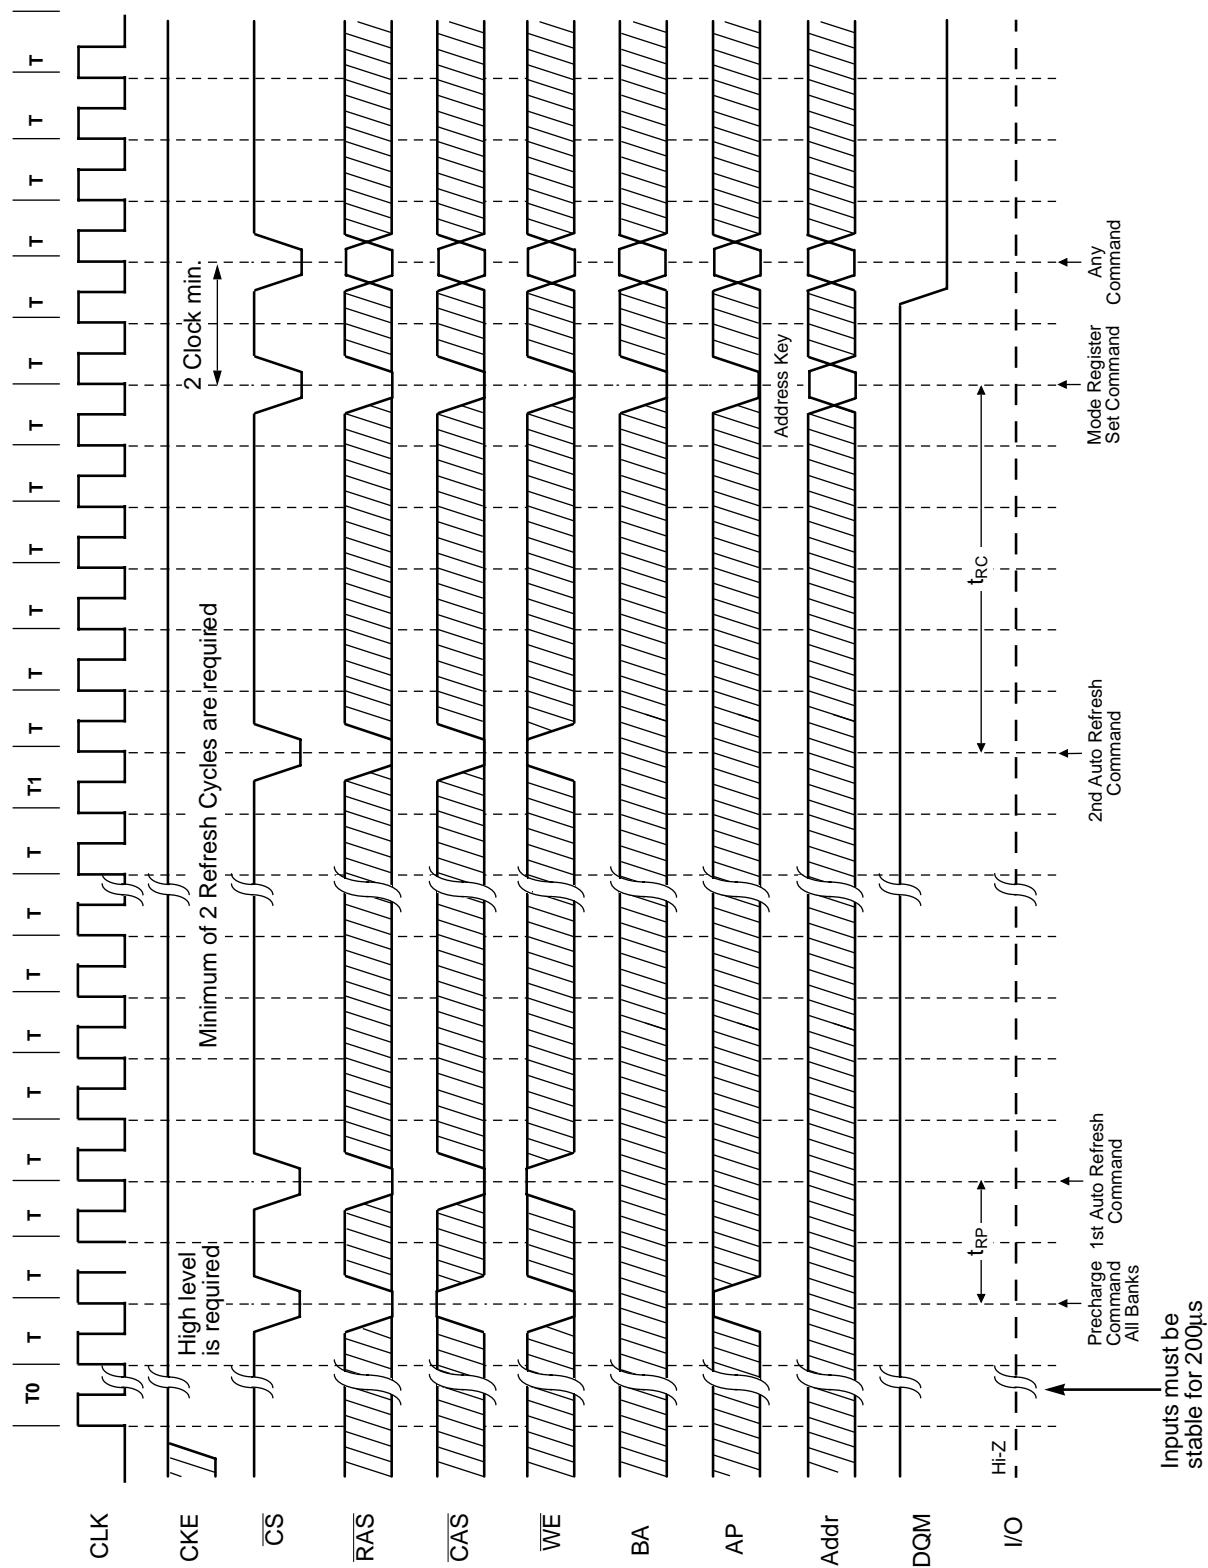 T0
T
T
T
T
T
T
T
T
T
T1
T
T
T
T
T
T
T
T
T
T
T
T
CLK
CKE
High level
is required
Minimum of 2 Refresh Cycles are required
2 Clock min.
CS
RAS
CAS
WE
BA
AP
Address Key
Addr
DQM
tRP
tRC
Hi-Z
I/O
Precharge
Command
All Banks
1st Auto Refresh
Command
2nd Auto Refresh
Command
Mode Register
Set Command
Any
Command
Inputs must be
stable for 200µs